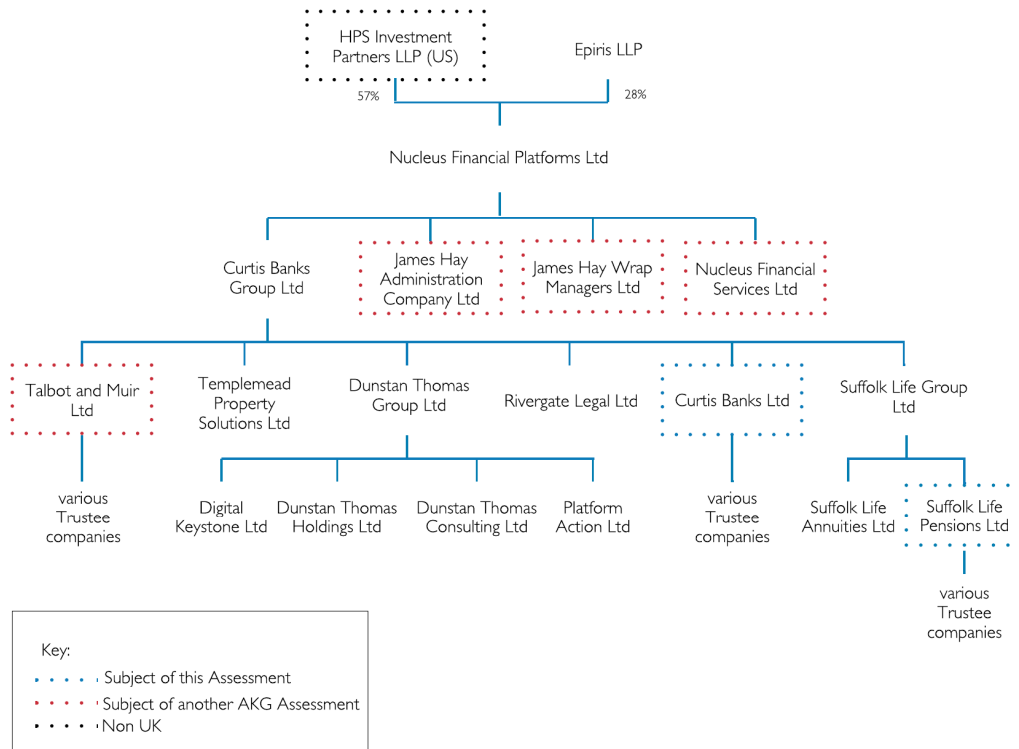 HPS Investment
Partners LLP (US)
Epiris LLP
57%
28%
Nucleus Financial Platforms Ltd
Curtis Banks
Group Ltd
James Hay
Administration
Company Ltd
James Hay Wrap
Managers Ltd
Nucleus Financial
Services Ltd
Talbot and Muir
Ltd
Templemead
Property
Solutions Ltd
Dunstan Thomas
Group Ltd
Rivergate Legal Ltd
Curtis Banks Ltd
Suffolk Life Group
Ltd
various
Trustee
companies
Digital
Keystone Ltd
Dunstan Thomas
Holdings Ltd
Dunstan Thomas
Consulting Ltd
Platform
Action Ltd
various
Trustee
companies
Suffolk Life
Annuities Ltd
Suffolk Life
Pensions Ltd
various
Trustee
companies
Key:
Subject of this Assessment
Subject of another AKG Assessment
Non UK